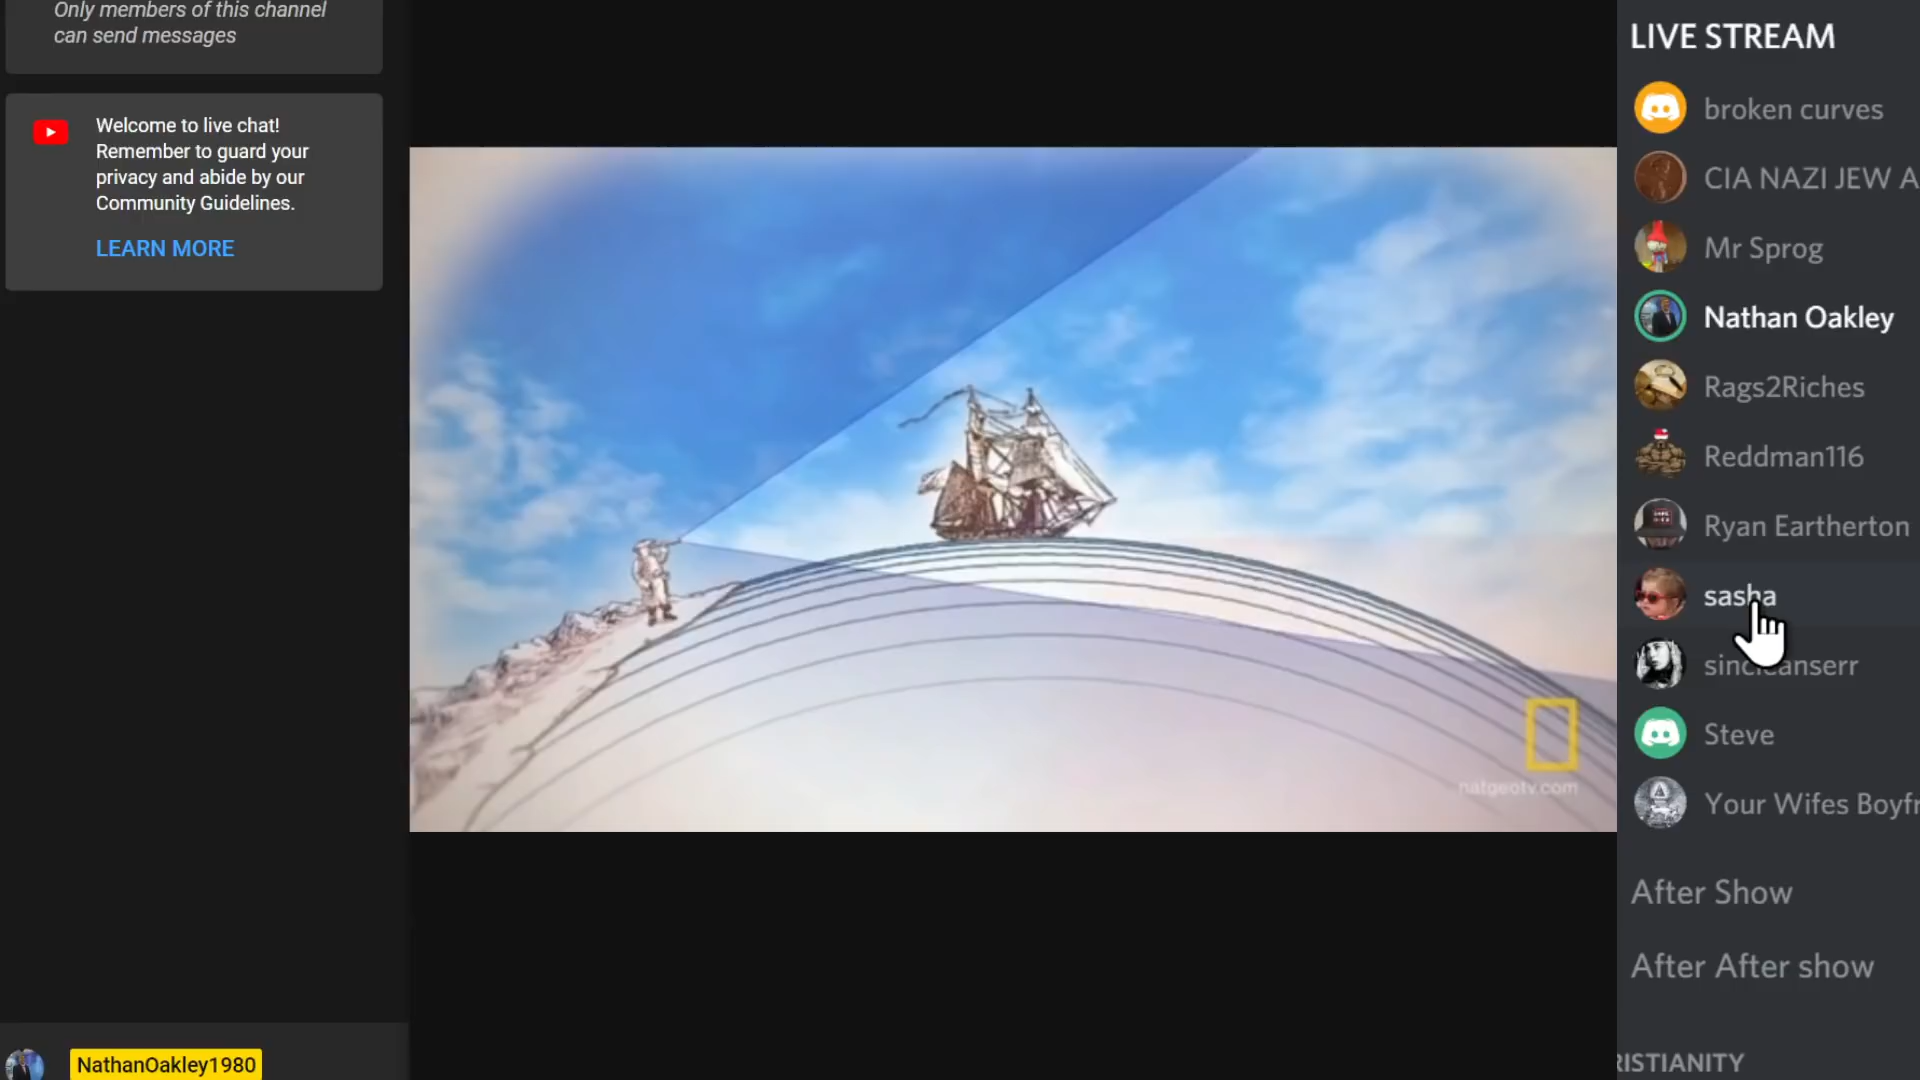 Only members of this channel
can send messages
Welcome to live chat!
Remember to guard your
privacy and abide by our
Community Guidelines.
LEARN MORE
NathanOakley1980
natgeotv.com
LIVE STREAM
broken curves
CIA NAZI JEW A
Mr Sprog
Nathan Oakley
Rags2Riches
Reddman116
Ryan Eartherton
sasha
Steve
Your Wifes Boyfr
After Show
After After show
RISTIANITY